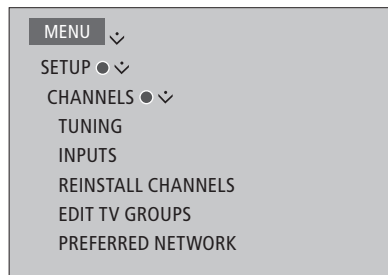 MENU
SETUP
CHANNELS
TUNING
INPUTS
REINSTALL CHANNELS
EDIT TV GROUPS
PREFERRED NETWORK